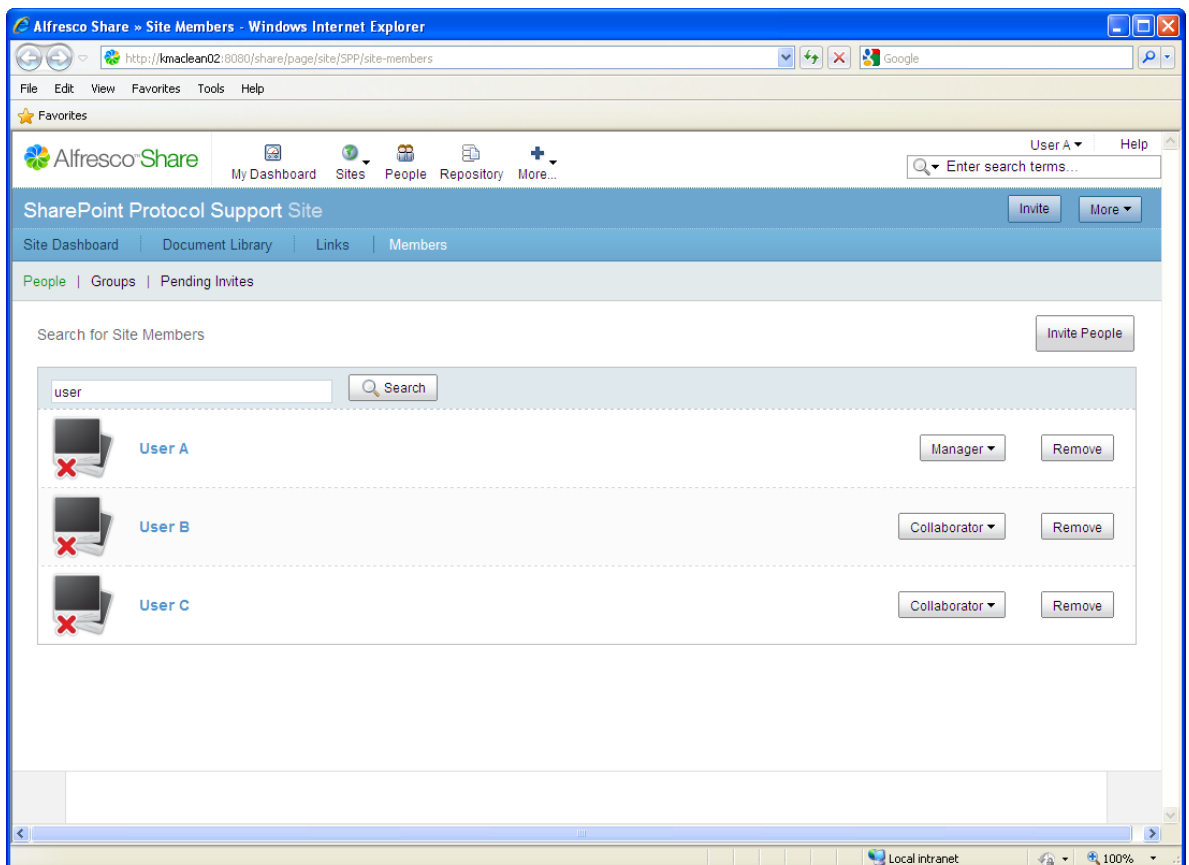 Alfresco Share » Site Members - Windows Internet Explorer
http://kmaclean02:8080/share/page/site/SPP/site-members
Google
File Edit View Favorites Tools Help
Favorites
User A Help
Alfresco Share
My Dashboard Sites People Repository More...
Enter search terms...
SharePoint Protocol Support Site
Invite More
Site Dashboard Document Library Links Members
People | Groups | Pending Invites
Search for Site Members
Invite People
user Search
User A Manager Remove
User B Collaborator Remove
User C Collaborator Remove
Local intranet 100%